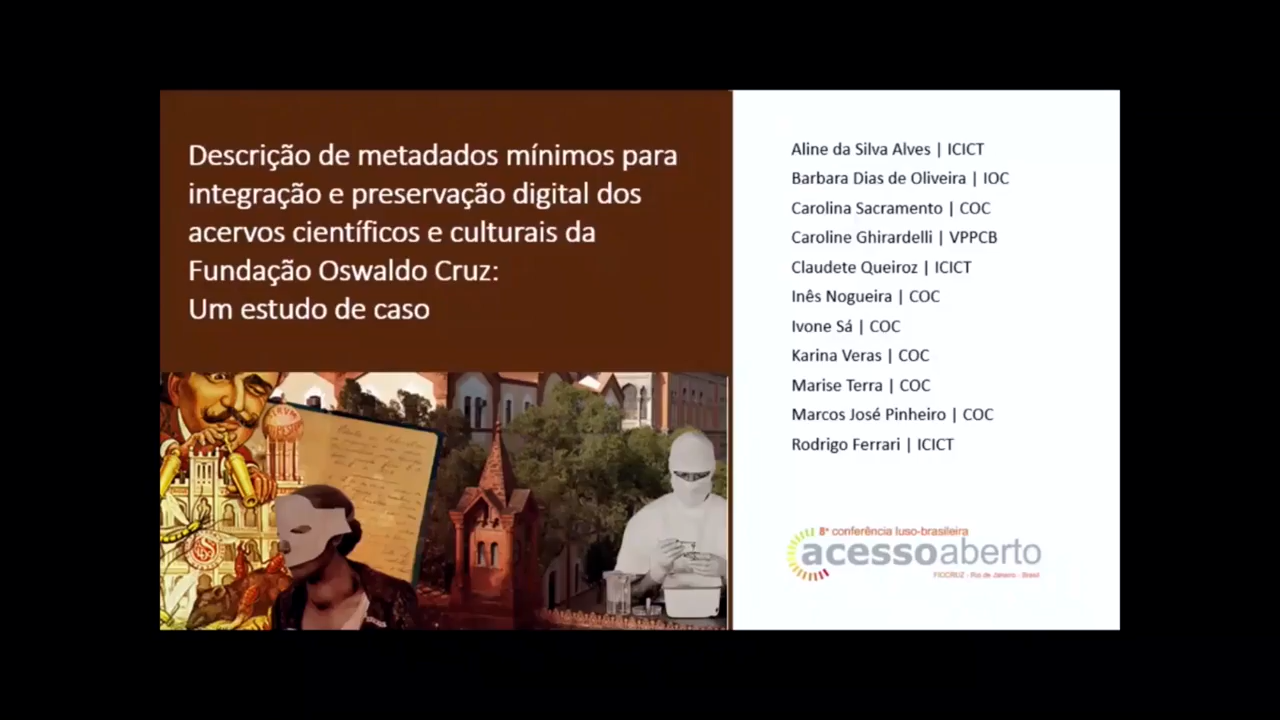 Descrição de metadados mínimos para
integração e preservação digital dos
acervos científicos e culturais da
Fundação Oswaldo Cruz:
Um estudo de caso
Aline da Silva Alves | ICICT
Barbara Dias de Oliveira | IOC
Carolina Sacramento | COC
Caroline Ghirardelli | VPPCB
Claudete Queiroz | ICICT
Inês Nogueira | COC
Ivone Sá | COC
Karina Veras | COC
Marise Terra | COC
Marcos José Pinheiro | COC
Rodrigo Ferrari | ICICT
8ª conferência luso-brasileira
acessoaberto
FIOCRUZ - Rio de Janeiro - Brasil